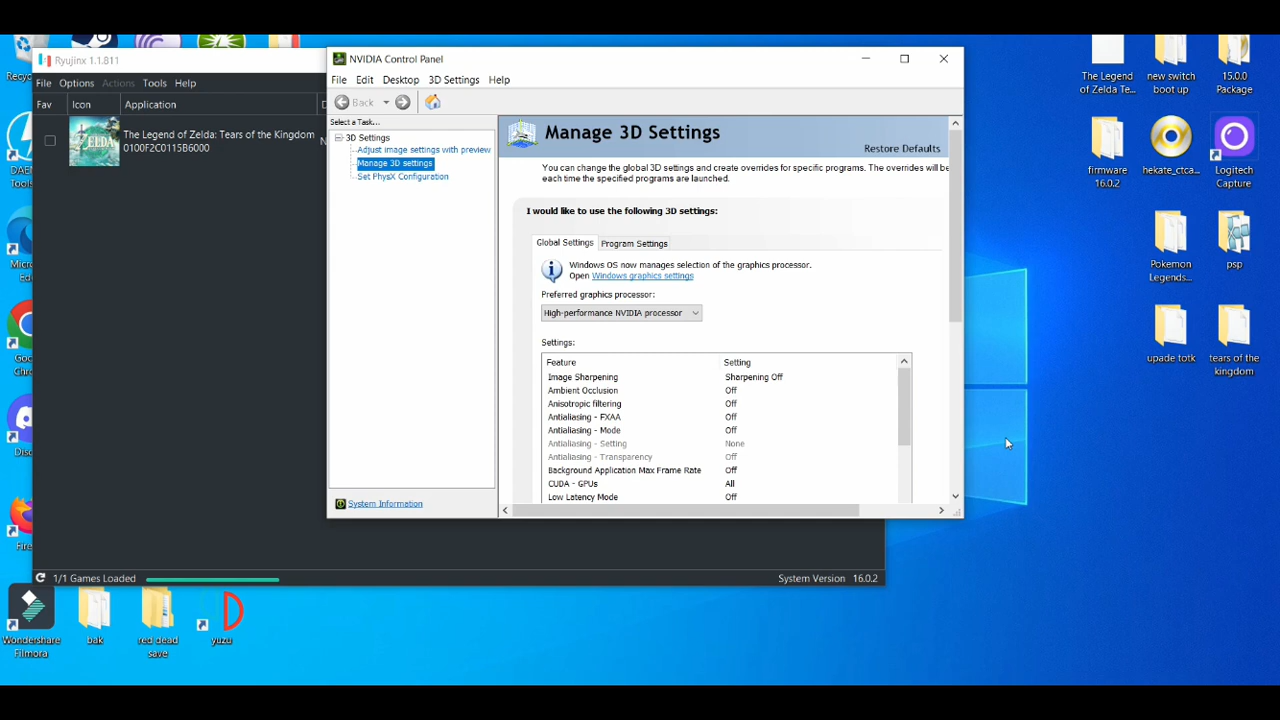 Recyc
Ryujinx 1.1.811
File Options Actions Tools Help
Fav Icon Application
The Legend of Zelda: Tears of the Kingdom
0100F2C0115B6000
ZELDA
NVIDIA Control Panel
File Edit Desktop 3D Settings Help
Back
Select a Task...
3D Settings
Adjust image settings with preview
Manage 3D settings
Set PhysX Configuration
System Information
Manage 3D Settings
Restore Defaults
You can change the global 3D settings and create overrides for specific programs. The overrides will be
each time the specified programs are launched.
I would like to use the following 3D settings:
Global Settings Program Settings
Windows OS now manages selection of the graphics processor.
Open Windows graphics settings
Preferred graphics processor:
High-performance NVIDIA processor
Settings:
Feature Setting
Image Sharpening Sharpening Off
Ambient Occlusion Off
Anisotropic filtering Off
Antialiasing - FXAA Off
Antialiasing - Mode Off
Antialiasing - Setting None
Antialiasing - Transparency Off
Background Application Max Frame Rate Off
CUDA - GPUs All
Low Latency Mode Off
1/1 Games Loaded
System Version 16.0.2
DAEM
Tools
Micro
Ed
Goo
Chr
Disc
Firef
Wondershare
Filmora
bak
red dead
save
yuzu
The Legend
of Zelda Te...
new switch
boot up
15.0.0
Package
firmware
16.0.2
hekate_ctca...
Logitech
Capture
Pokemon
Legends...
psp
upade totk
tears of the
kingdom